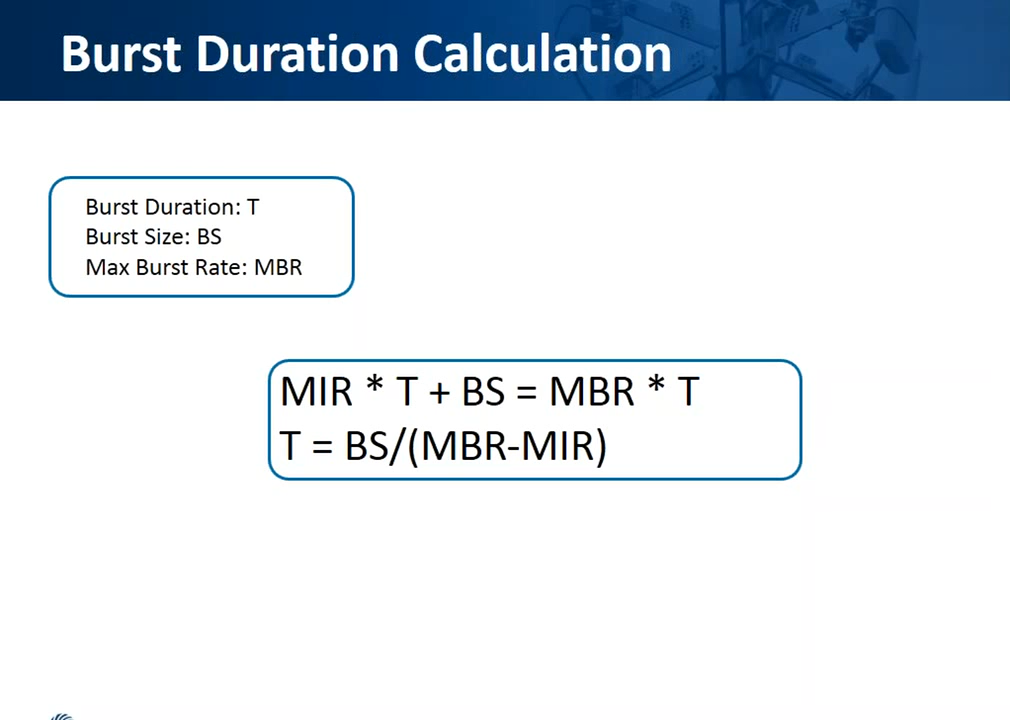 Burst Duration Calculation
Burst Duration: T
Burst Size: BS
Max Burst Rate: MBR
MIR * T + BS = MBR * T
T = BS/(MBR-MIR)